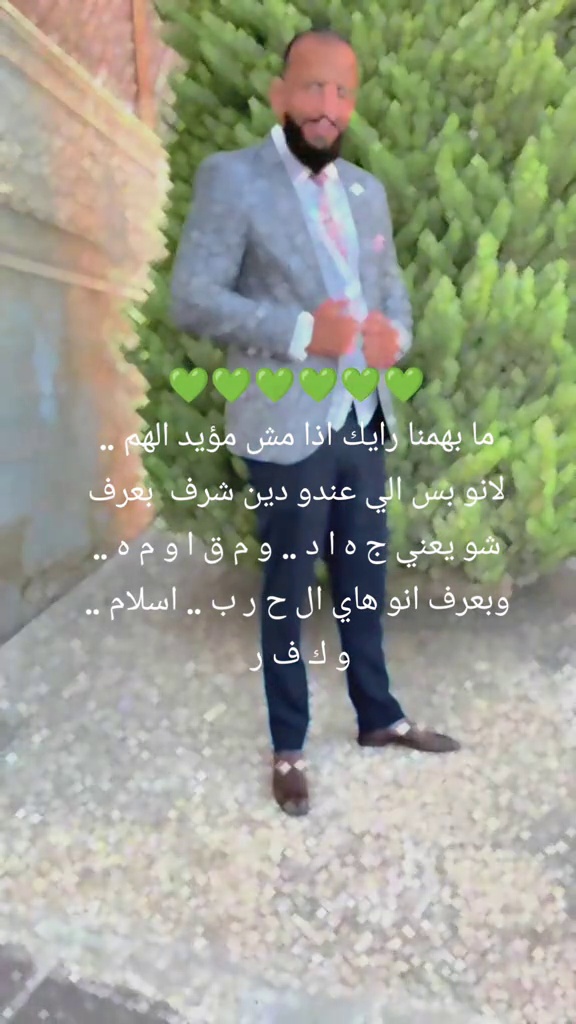 💚💚💚💚💚💚
ما بهمنا رايك اذا مش مؤيد الهم ..
لانو بس الي عندو دين شرف بعرف
شو يعني ج ه ا د .. و م ق ا و م ه ..
وبعرف انو هاي ال ح ر ب .. اسلام ..
و ك ف ر